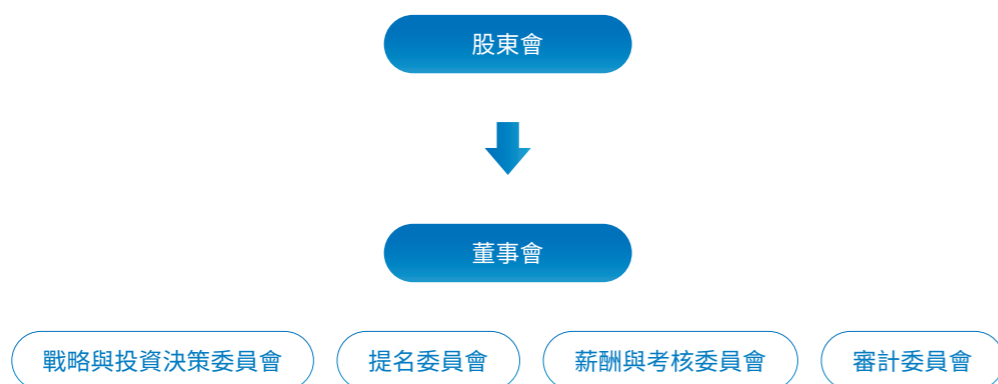 股東會
董事會
戰略與投資決策委員會
提名委員會
薪酬與考核委員會
審計委員會